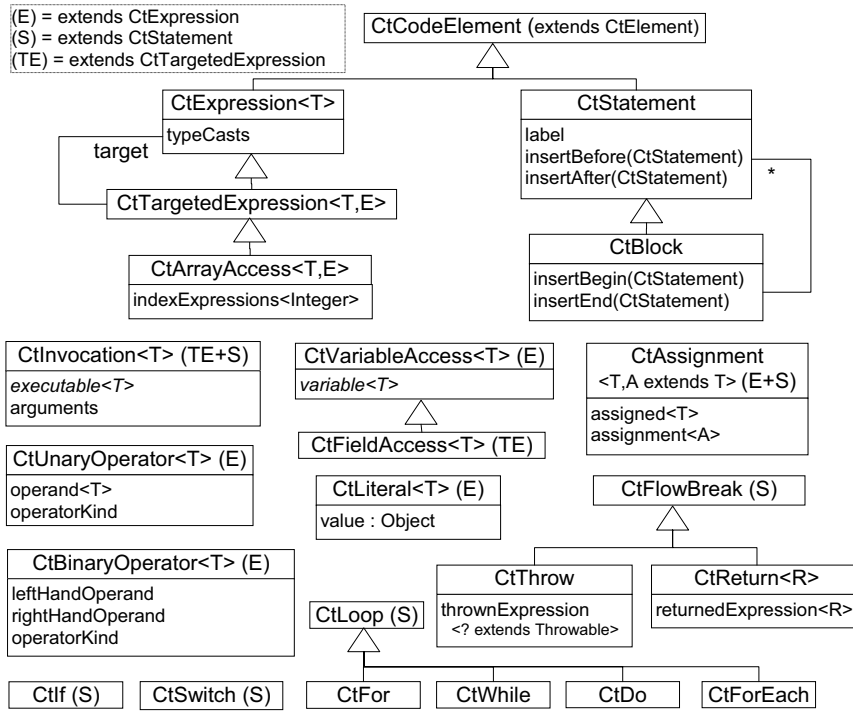 (E) = extends CtExpression
(S) = extends CtStatement
(TE) = extends CtTargetedExpression
CtCodeElement (extends CtElement)
CtExpression<T>
typeCasts
target
CtTargetedExpression<T,E>
CtArrayAccess<T,E>
indexExpressions<Integer>
CtStatement
label
insertBefore(CtStatement)
insertAfter(CtStatement)
*
CtBlock
insertBegin(CtStatement)
insertEnd(CtStatement)
CtInvocation<T> (TE+S)
executable<T>
arguments
CtVariableAccess<T> (E)
variable<T>
CtFieldAccess<T> (TE)
CtAssignment
<T,A extends T> (E+S)
assigned<T>
assignment<A>
CtUnaryOperator<T> (E)
operand<T>
operatorKind
CtLiteral<T> (E)
value : Object
CtFlowBreak (S)
CtBinaryOperator<T> (E)
leftHandOperand
rightHandOperand
operatorKind
CtThrow
thrownExpression
<? extends Throwable>
CtReturn<R>
returnedExpression<R>
CtLoop (S)
CtIf (S)
CtSwitch (S)
CtFor
CtWhile
CtDo
CtForEach